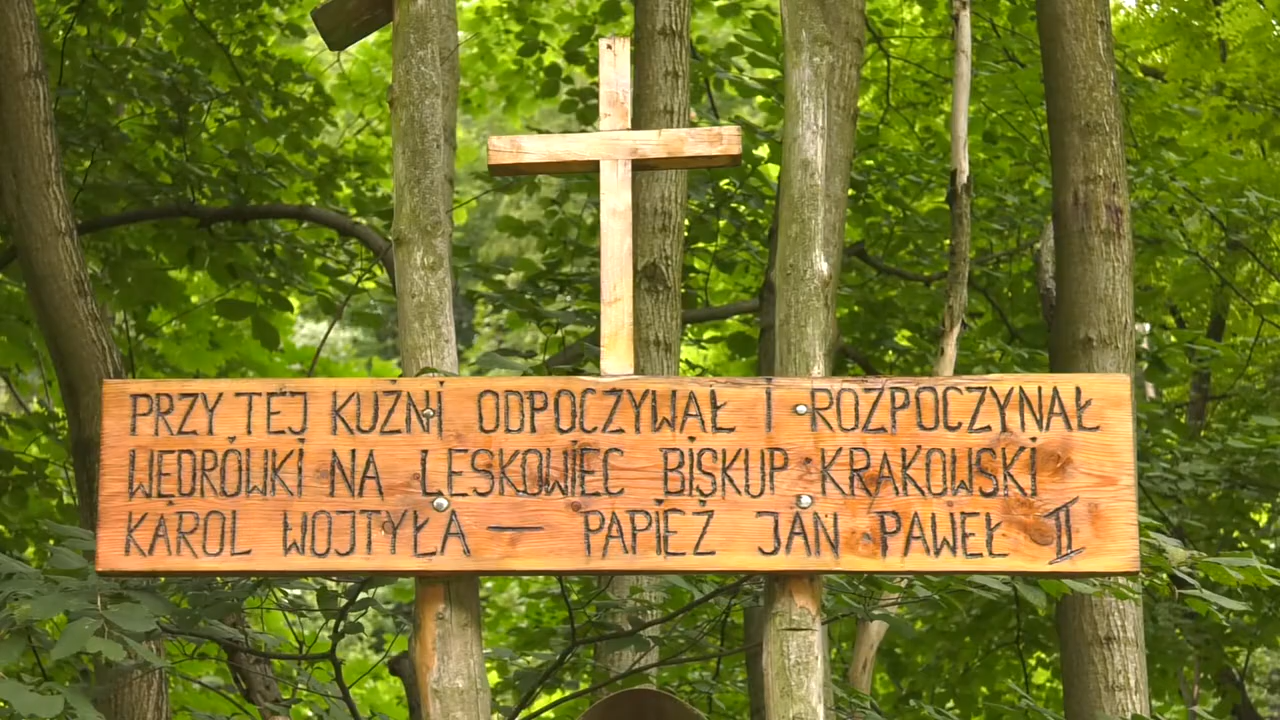 PRZY TEJ KUŹNI ODPOCZYWAŁ I ROZPOCZYNAŁ
WĘDRÓWKI NA LESKOWIEC BISKUP KRAKOWSKI
KAROL WOJTYŁA — PAPIEŻ JAN PAWEŁ II